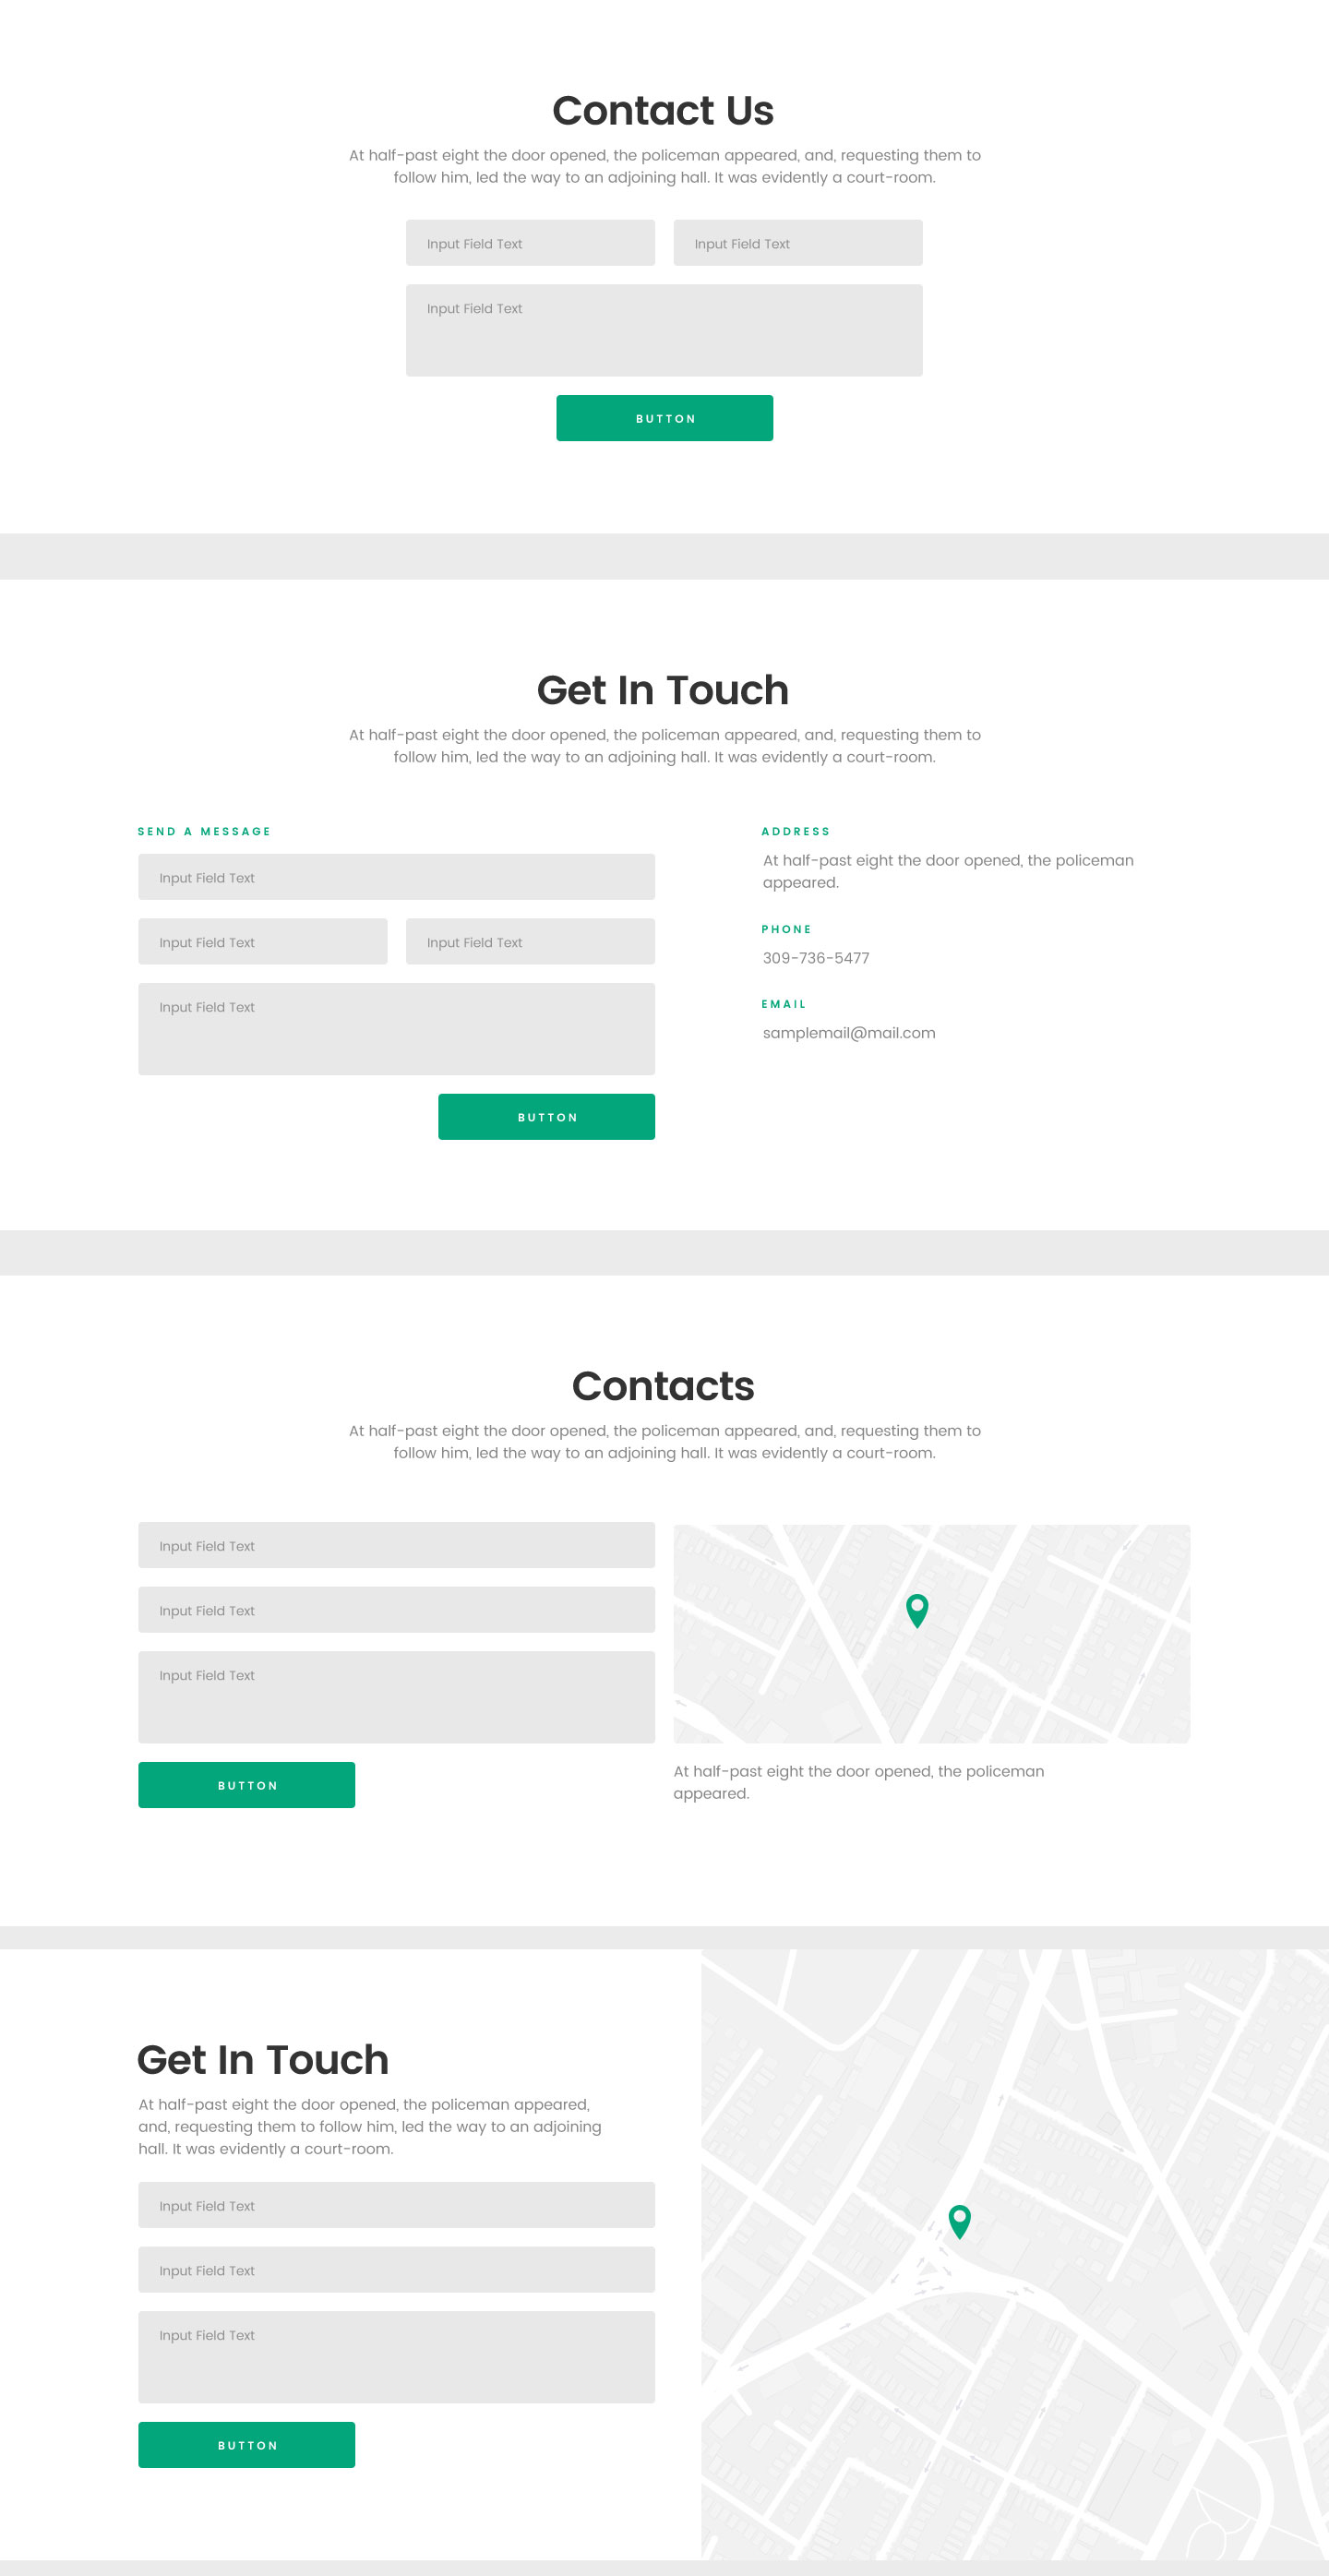 Contact Us
At half-past eight the door opened, the policeman appeared, and, requesting them to
follow him, led the way to an adjoining hall. It was evidently a court-room.
Input Field Text
Input Field Text
Input Field Text
BUTTON
Get In Touch
At half-past eight the door opened, the policeman appeared, and, requesting them to
follow him, led the way to an adjoining hall. It was evidently a court-room.
SEND A MESSAGE
Input Field Text
Input Field Text
Input Field Text
Input Field Text
BUTTON
ADDRESS
At half-past eight the door opened, the policeman
appeared.
PHONE
309-736-5477
EMAIL
samplemail@mail.com
Contacts
At half-past eight the door opened, the policeman appeared, and, requesting them to
follow him, led the way to an adjoining hall. It was evidently a court-room.
Input Field Text
Input Field Text
Input Field Text
BUTTON
At half-past eight the door opened, the policeman
appeared.
Get In Touch
At half-past eight the door opened, the policeman appeared,
and, requesting them to follow him, led the way to an adjoining
hall. It was evidently a court-room.
Input Field Text
Input Field Text
Input Field Text
BUTTON